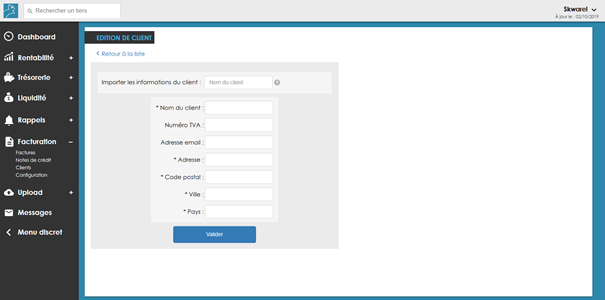 Rechercher un tiers
Skwarel
À jour le : 02/10/2019
Dashboard
Rentabilité +
Trésorerie +
Liquidité +
Rappels +
Facturation −
Factures
Notes de crédit
Clients
Configuration
Upload +
Messages
Menu discret
EDITION DE CLIENT
Retour à la liste
Importer les informations du client : Nom du client ?
* Nom du client :
Numéro TVA :
Adresse email :
* Adresse :
* Code postal :
* Ville :
* Pays :
Valider